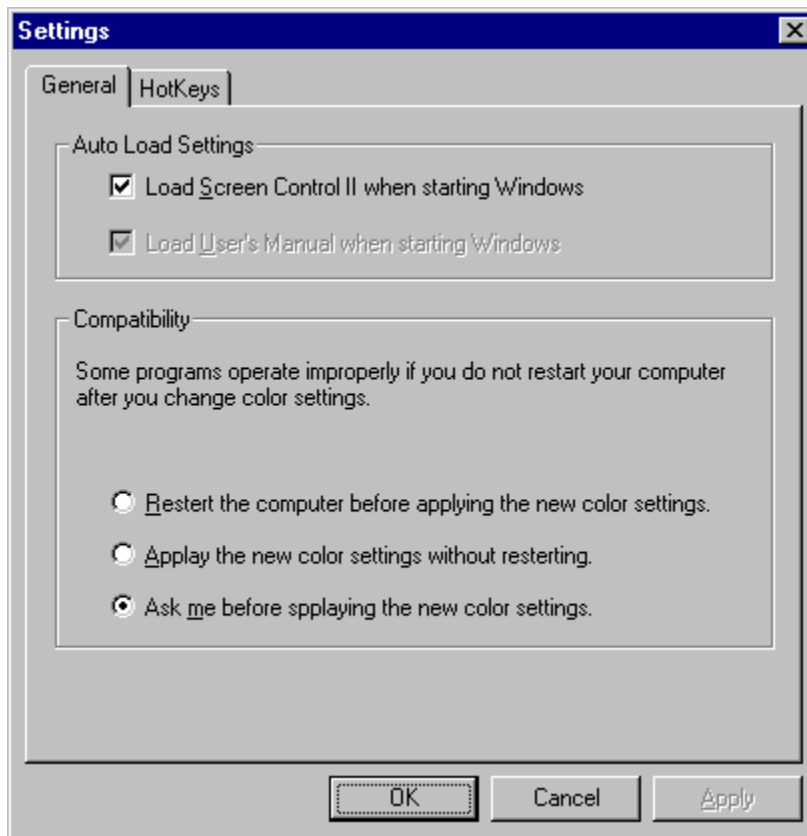 Settings
General
HotKeys
Auto Load Settings
Load Screen Control II when starting Windows
Load User's Manual when starting Windows
Compatibility
Some programs operate improperly if you do not restart your computer
after you change color settings.
Restert the computer before applying the new color settings.
Applay the new color settings without resterting.
Ask me before spplaying the new color settings.
OK
Cancel
Apply